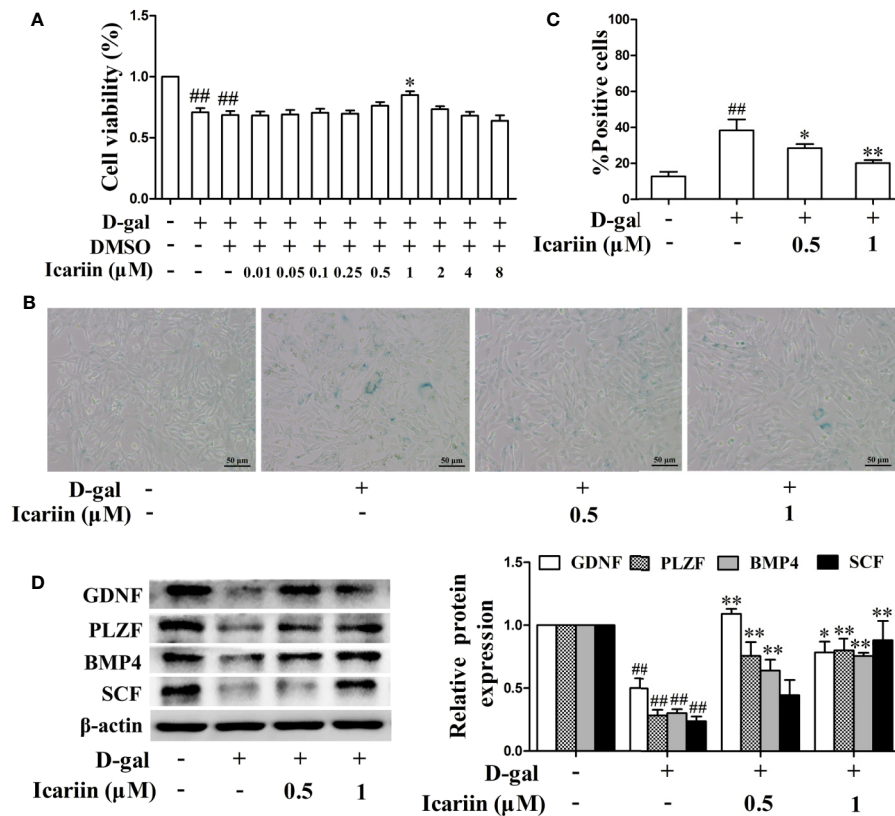 A
Cell viability (%)
1.5
1.0
0.5
0.0
## ## *
D-gal - + + + + + + + + + + +
DMSO - - + + + + + + + + + +
Icariin (μM) - - - 0.01 0.05 0.1 0.25 0.5 1 2 4 8
C
%Positive cells
100
80
60
40
20
0
## * **
D-gal - + + +
Icariin (μM) - - 0.5 1
B
50 μm 50 μm 50 μm 50 μm
D-gal - + + +
Icariin (μM) - - 0.5 1
D
GDNF
PLZF
BMP4
SCF
β-actin
D-gal - + + +
Icariin (μM) - - 0.5 1
Relative protein
expression
1.5
1.0
0.5
0.0
GDNF PLZF BMP4 SCF
## ## ## ## ** ** ** * ** ** **
D-gal - + + +
Icariin (μM) - - 0.5 1